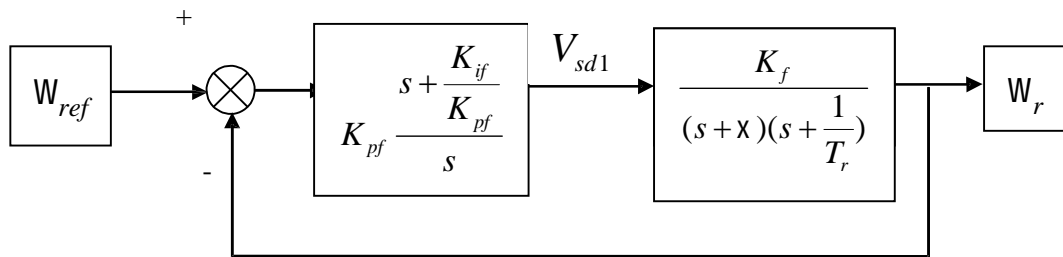 +
W_ref
-
K_pf (s + K_if / K_pf) / s
V_sd1
K_f / ((s + x)(s + 1 / T_r))
W_r